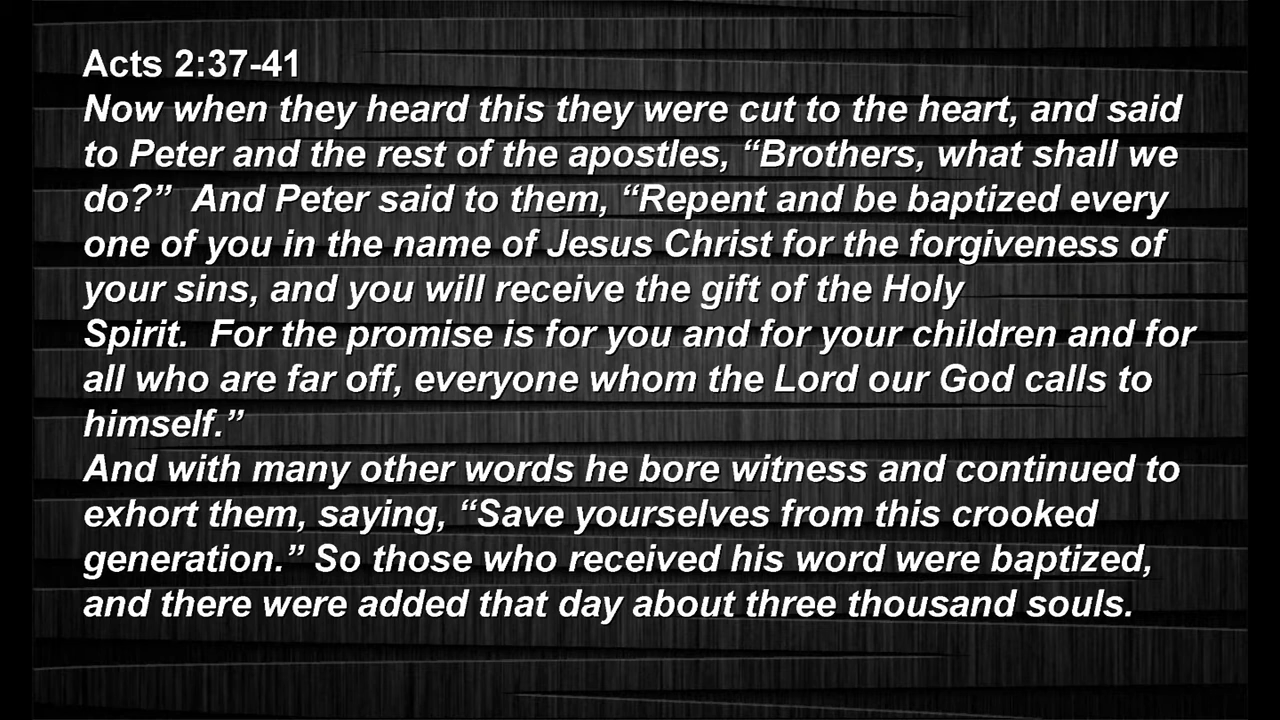 Acts 2:37-41
Now when they heard this they were cut to the heart, and said
to Peter and the rest of the apostles, “Brothers, what shall we
do?”  And Peter said to them, “Repent and be baptized every
one of you in the name of Jesus Christ for the forgiveness of
your sins, and you will receive the gift of the Holy
Spirit.  For the promise is for you and for your children and for
all who are far off, everyone whom the Lord our God calls to
himself.”
And with many other words he bore witness and continued to
exhort them, saying, “Save yourselves from this crooked
generation.” So those who received his word were baptized,
and there were added that day about three thousand souls.